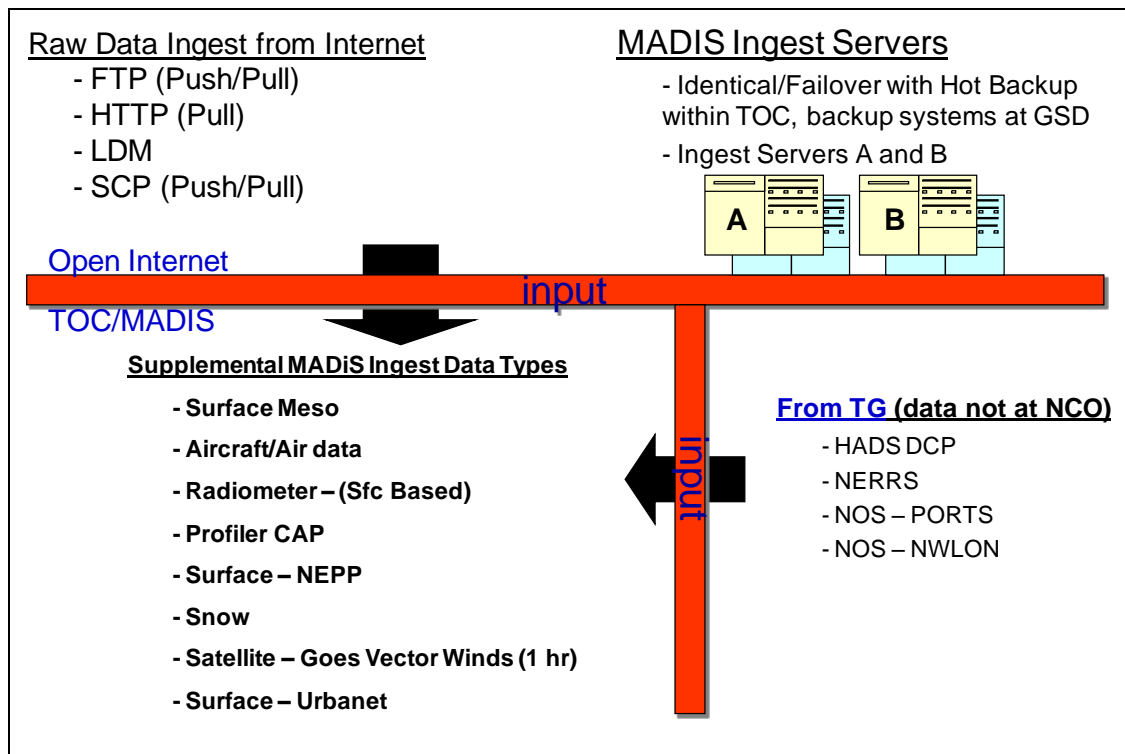 Raw Data Ingest from Internet
- FTP (Push/Pull)
- HTTP (Pull)
- LDM
- SCP (Push/Pull)
MADIS Ingest Servers
- Identical/Failover with Hot Backup
within TOC, backup systems at GSD
- Ingest Servers A and B
A
B
Open Internet
input
TOC/MADIS
Supplemental MADiS Ingest Data Types
- Surface Meso
- Aircraft/Air data
- Radiometer – (Sfc Based)
- Profiler CAP
- Surface – NEPP
- Snow
- Satellite – Goes Vector Winds (1 hr)
- Surface – Urbanet
input
From TG (data not at NCO)
- HADS DCP
- NERRS
- NOS – PORTS
- NOS – NWLON